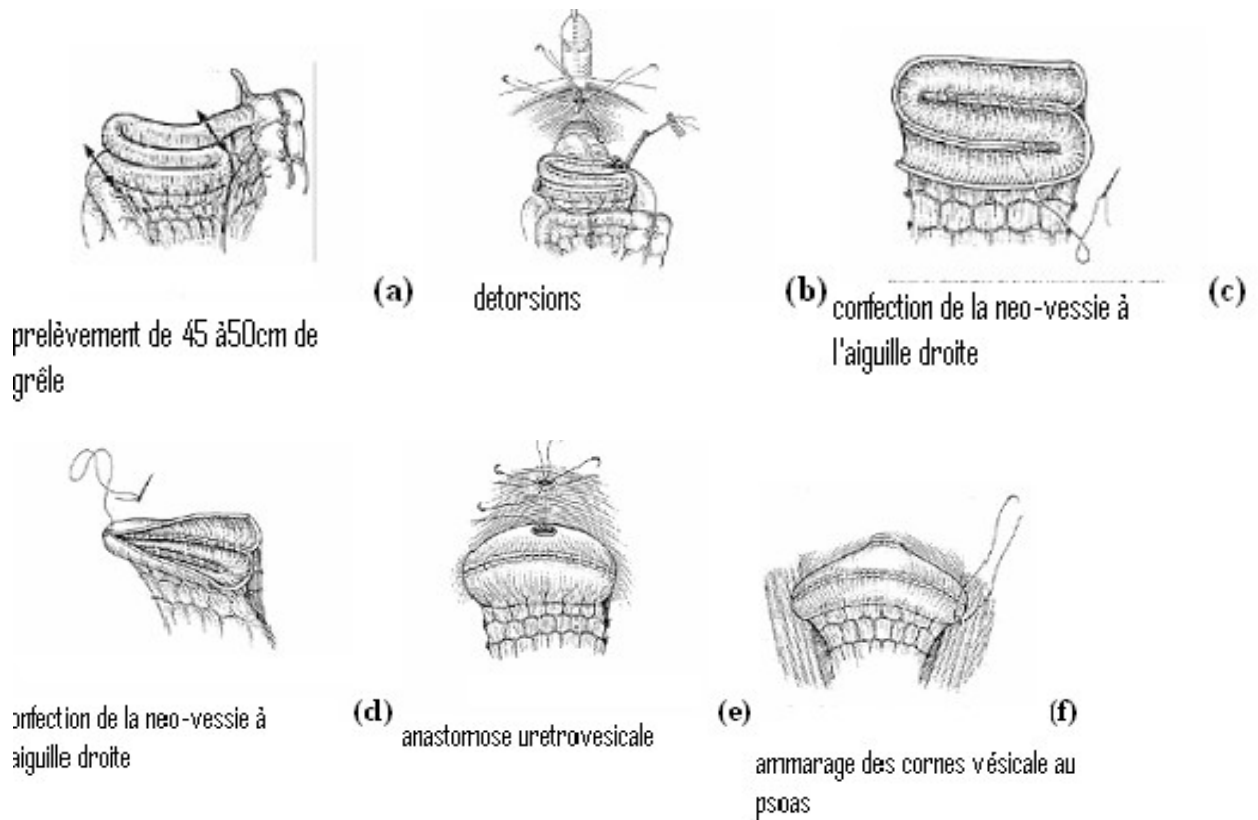 (a)
prelèvement de 45 à50cm de
grêle
detorsions
(b)
confection de la neo-vessie à
l'aiguille droite
(c)
onfection de la neo-vessie à
aiguille droite
(d)
anastomose uretrovesicale
(e)
ammarage des cornes vésicale au
psoas
(f)